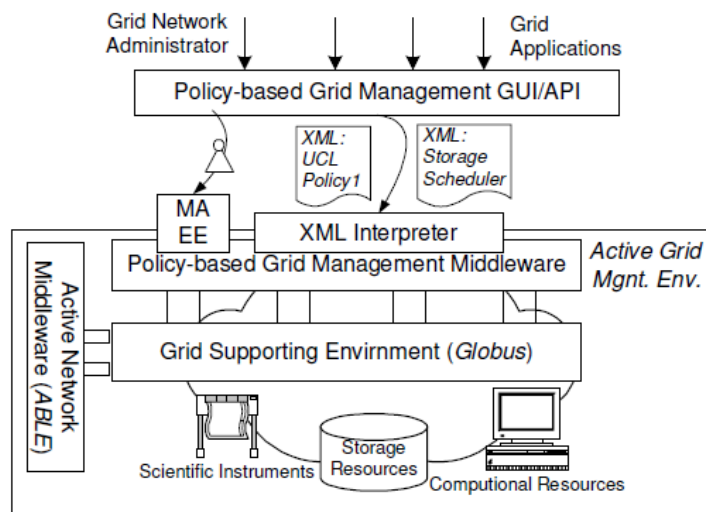 Grid Network
Administrator
Grid
Applications
Policy-based Grid Management GUI/API
XML:
UCL
Policy1
XML:
Storage
Scheduler
MA
EE
XML Interpreter
Policy-based Grid Management Middleware
Active Grid
Mgnt. Env.
Active Network
Middleware (ABLE)
Grid Supporting Envirnment (Globus)
Scientific Instruments
Storage
Resources
Computional Resources